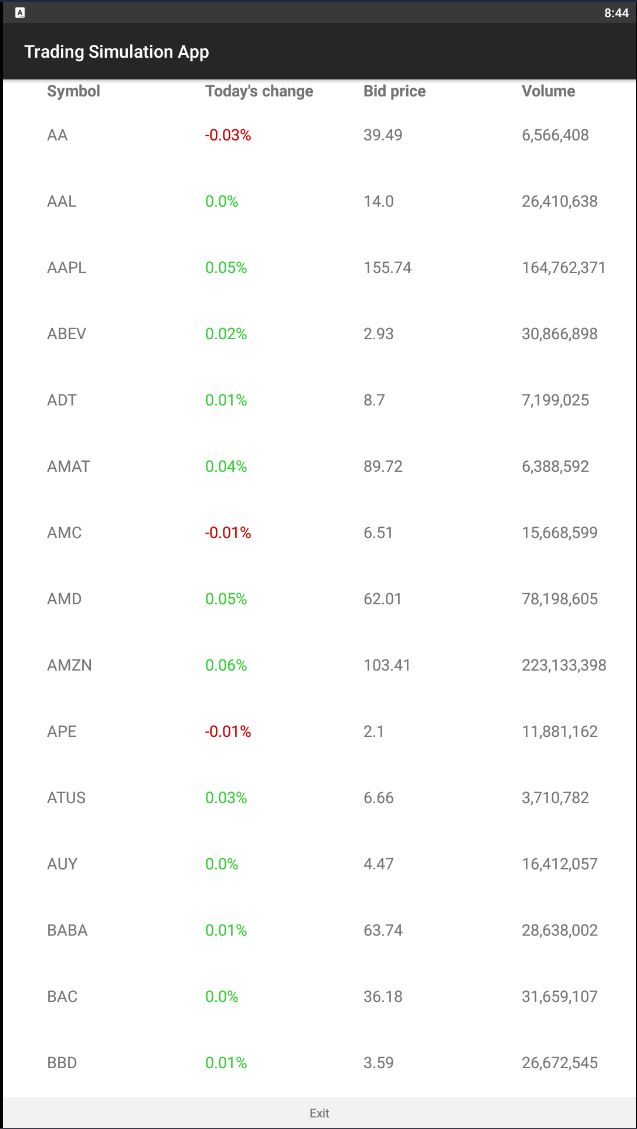 A 8:44
Trading Simulation App
Symbol Today's change Bid price Volume
AA -0.03% 39.49 6,566,408
AAL 0.0% 14.0 26,410,638
AAPL 0.05% 155.74 164,762,371
ABEV 0.02% 2.93 30,866,898
ADT 0.01% 8.7 7,199,025
AMAT 0.04% 89.72 6,388,592
AMC -0.01% 6.51 15,668,599
AMD 0.05% 62.01 78,198,605
AMZN 0.06% 103.41 223,133,398
APE -0.01% 2.1 11,881,162
ATUS 0.03% 6.66 3,710,782
AUY 0.0% 4.47 16,412,057
BABA 0.01% 63.74 28,638,002
BAC 0.0% 36.18 31,659,107
BBD 0.01% 3.59 26,672,545
Exit